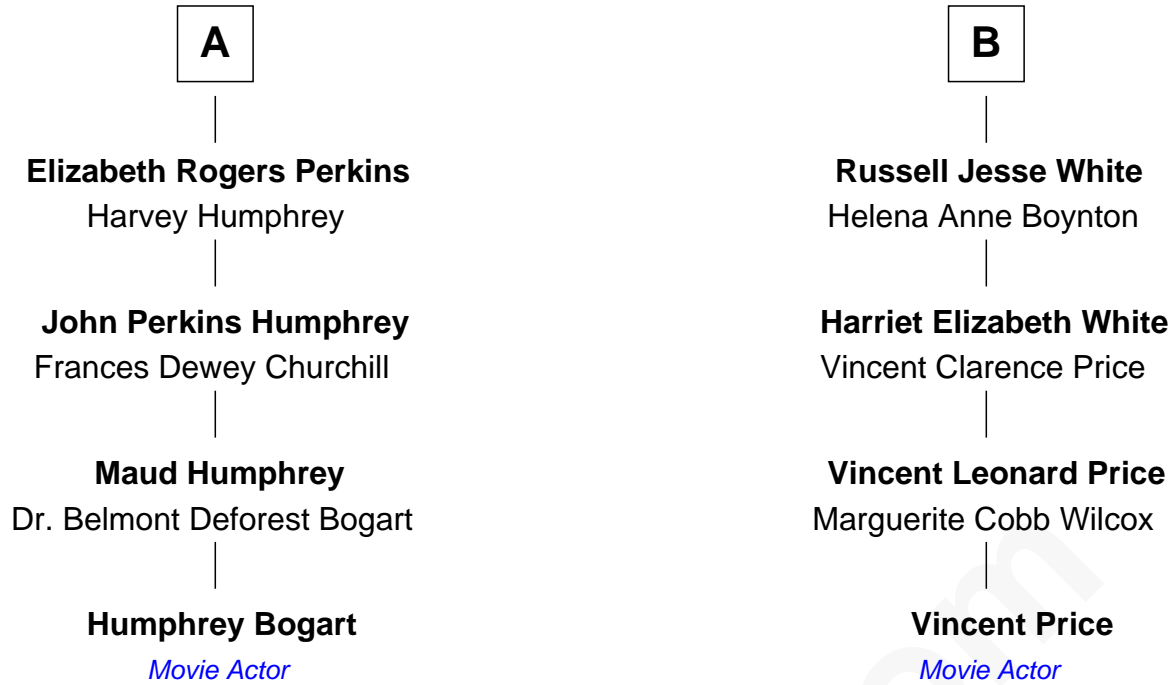 A
Elizabeth Rogers Perkins
Harvey Humphrey
John Perkins Humphrey
Frances Dewey Churchill
Maud Humphrey
Dr. Belmont Deforest Bogart
Humphrey Bogart
Movie Actor
B
Russell Jesse White
Helena Anne Boynton
Harriet Elizabeth White
Vincent Clarence Price
Vincent Leonard Price
Marguerite Cobb Wilcox
Vincent Price
Movie Actor